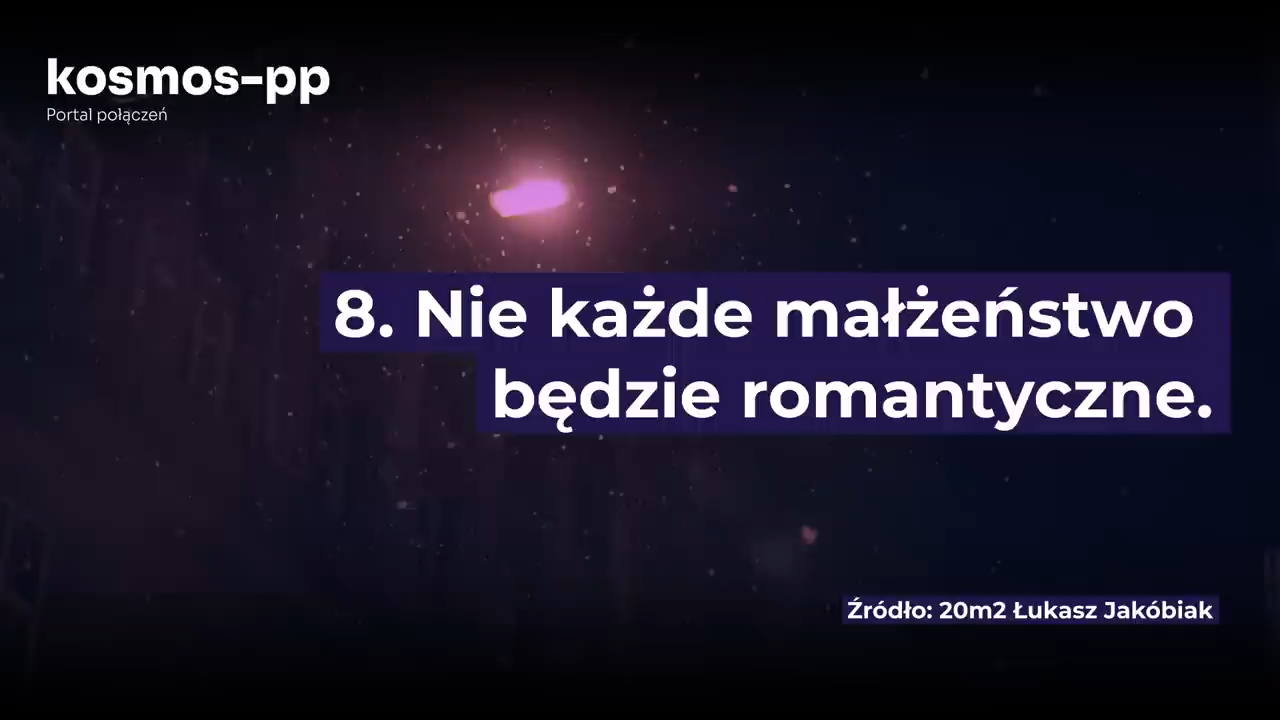 kosmos-pp
Portal połączeń
8. Nie każde małżeństwo
będzie romantyczne.
Źródło: 20m2 Łukasz Jakóbiak